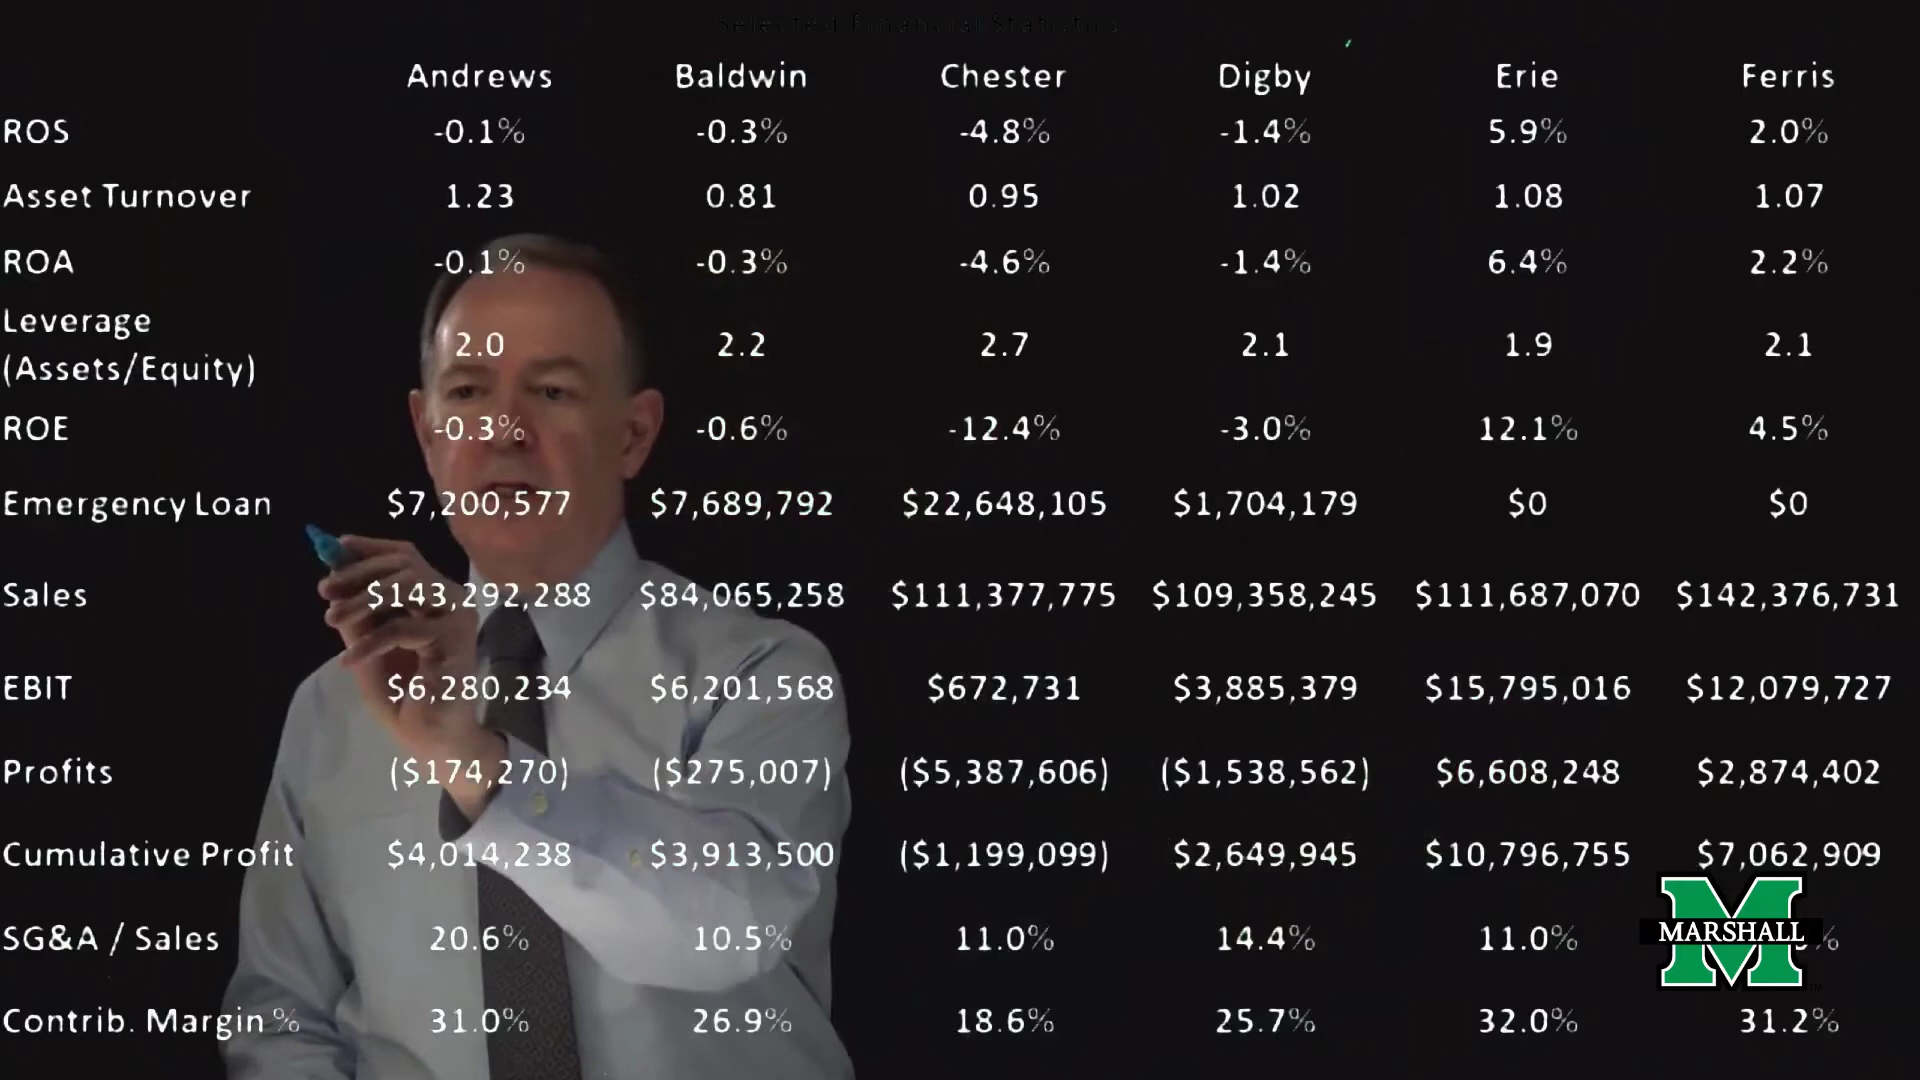 Selected Financial Statistics
Andrews Baldwin Chester Digby Erie Ferris
ROS -0.1% -0.3% -4.8% -1.4% 5.9% 2.0%
Asset Turnover 1.23 0.81 0.95 1.02 1.08 1.07
ROA -0.1% -0.3% -4.6% -1.4% 6.4% 2.2%
Leverage
(Assets/Equity) 2.0 2.2 2.7 2.1 1.9 2.1
ROE -0.3% -0.6% -12.4% -3.0% 12.1% 4.5%
Emergency Loan $7,200,577 $7,689,792 $22,648,105 $1,704,179 $0 $0
Sales $143,292,288 $84,065,258 $111,377,775 $109,358,245 $111,687,070 $142,376,731
EBIT $6,280,234 $6,201,568 $672,731 $3,885,379 $15,795,016 $12,079,727
Profits ($174,270) ($275,007) ($5,387,606) ($1,538,562) $6,608,248 $2,874,402
Cumulative Profit $4,014,238 $3,913,500 ($1,199,099) $2,649,945 $10,796,755 $7,062,909
SG&A / Sales 20.6% 10.5% 11.0% 14.4% 11.0%
MARSHALL
Contrib. Margin % 31.0% 26.9% 18.6% 25.7% 32.0% 31.2%